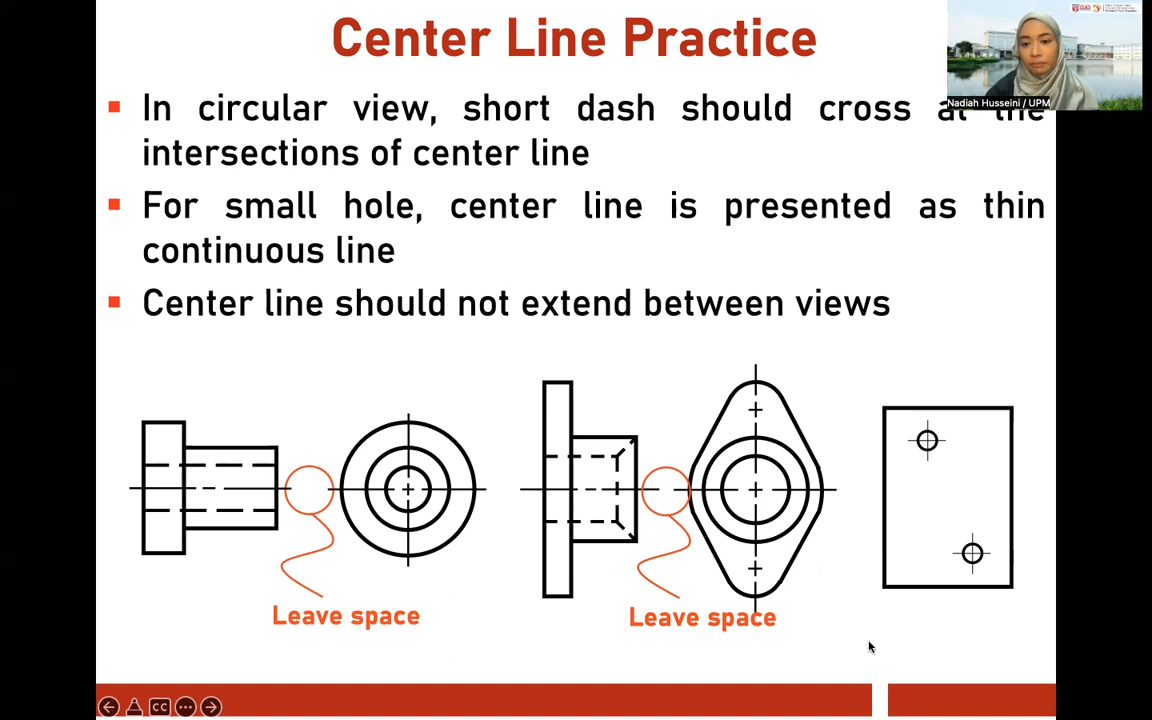 Center Line Practice
Nadiah Husseini / UPM
▪ In circular view, short dash should cross at the
intersections of center line
▪ For small hole, center line is presented as thin
continuous line
▪ Center line should not extend between views
Leave space
Leave space
CC